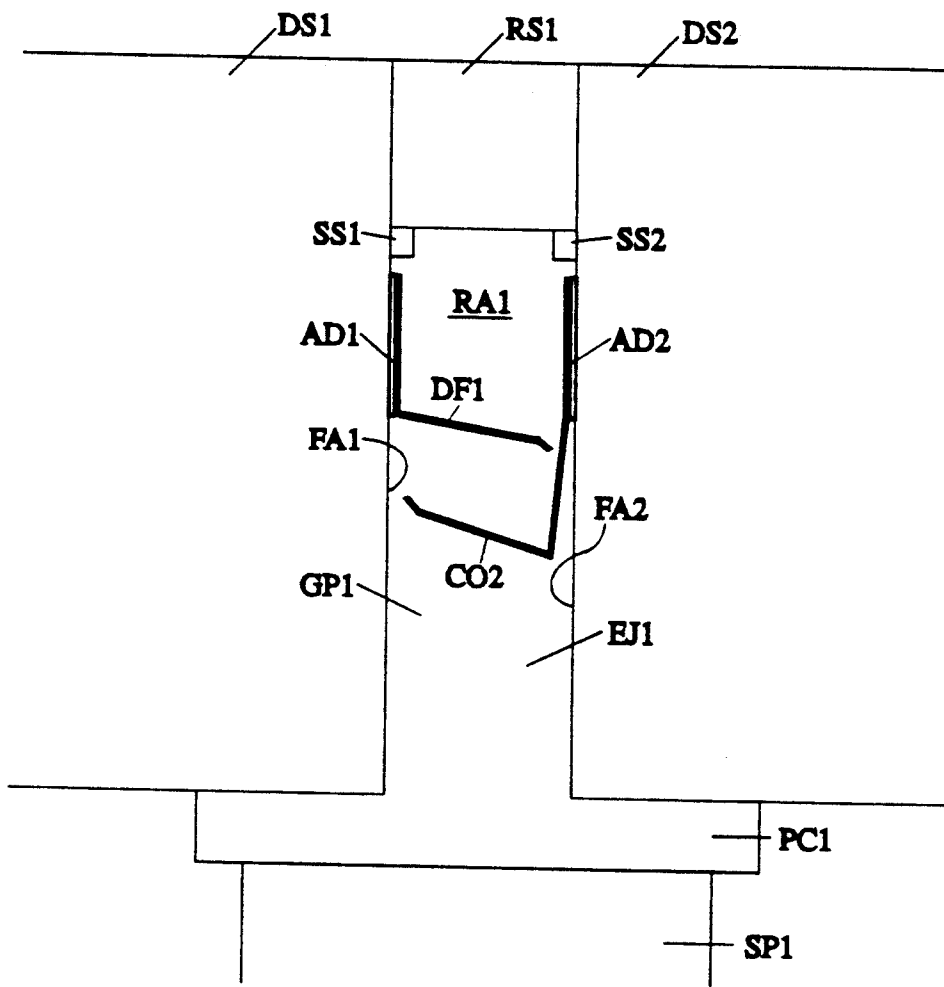 DS1 RS1 DS2
SS1 SS2
RA1
AD1 AD2
DF1
FA1
FA2
CO2
GP1
EJ1
PC1
SP1